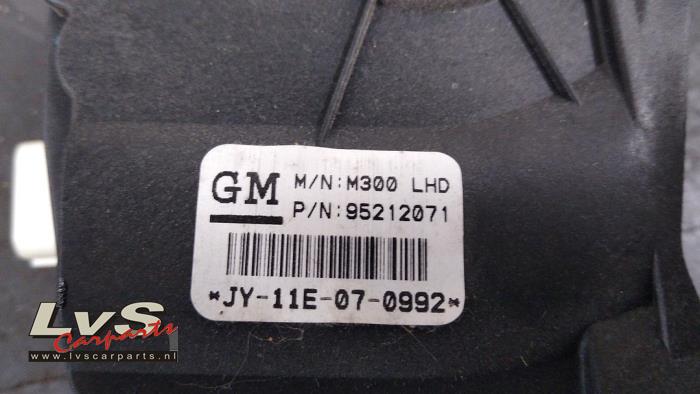 GM
M/N:M300 LHD
P/N:95212071
*JY-11E-07-0992*
LvS
Carparts
www.lvscarparts.nl